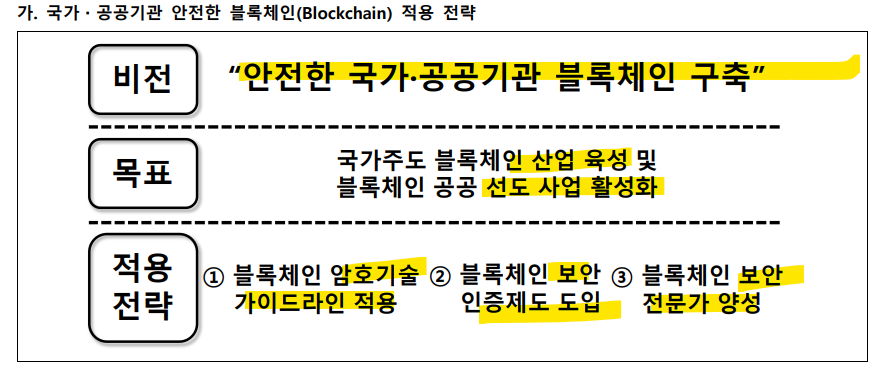 가. 국가 · 공공기관 안전한 블록체인(Blockchain) 적용 전략
비전
“안전한 국가·공공기관 블록체인 구축”
목표
국가주도 블록체인 산업 육성 및
블록체인 공공 선도 사업 활성화
적용
전략
① 블록체인 암호기술
가이드라인 적용
② 블록체인 보안
인증제도 도입
③ 블록체인 보안
전문가 양성